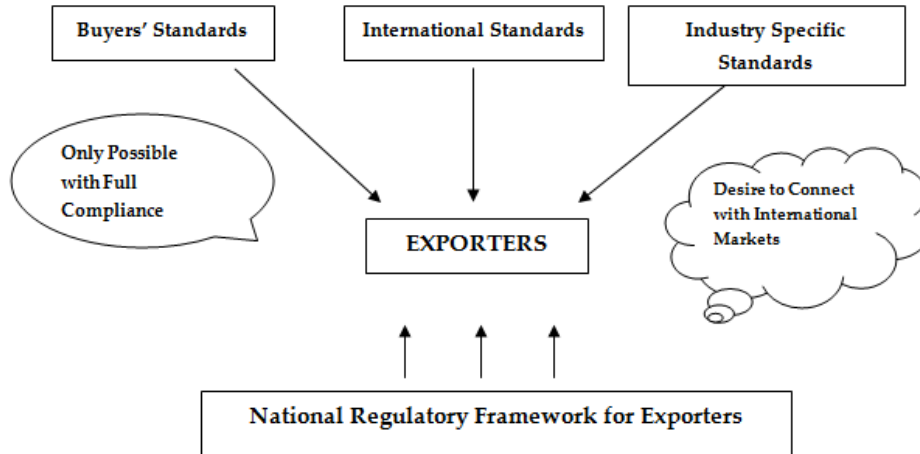 Buyers' Standards
International Standards
Industry Specific
Standards
Only Possible
with Full
Compliance
Desire to Connect
with International
Markets
EXPORTERS
National Regulatory Framework for Exporters